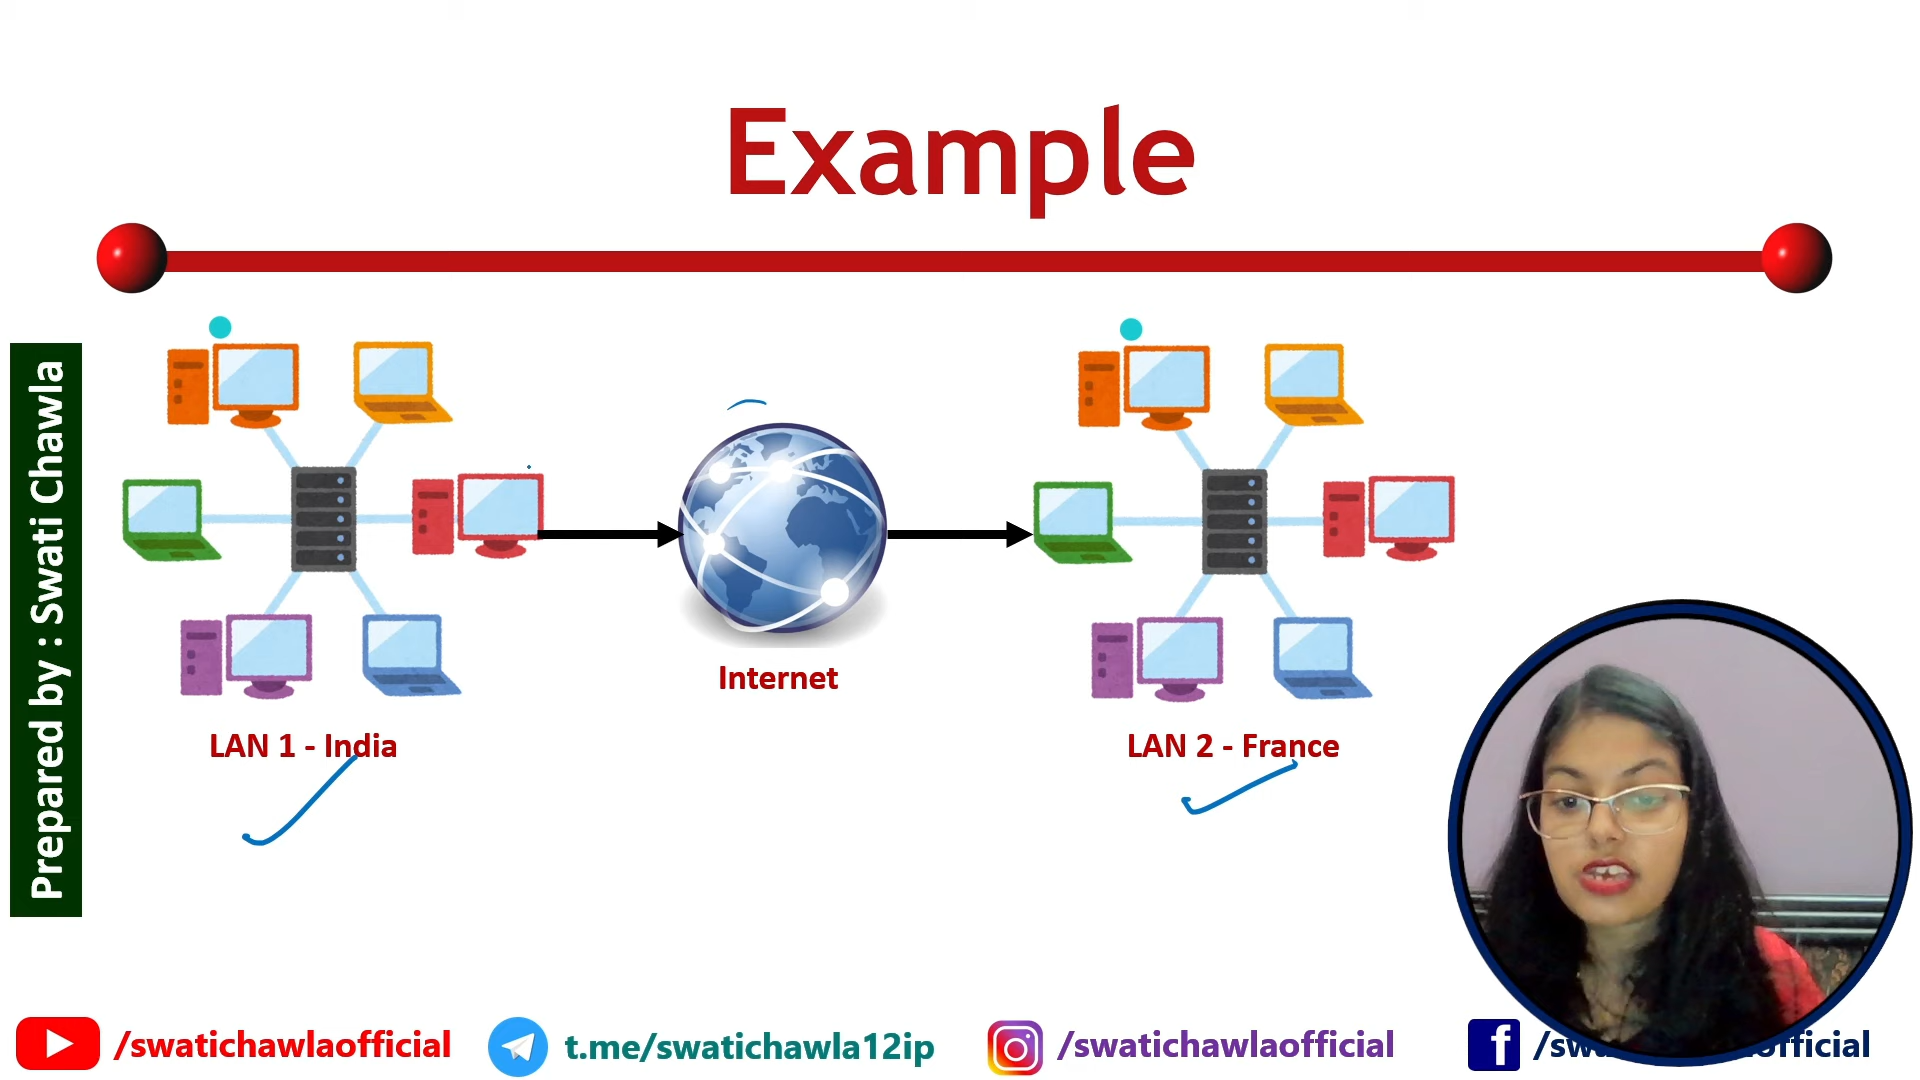 Example
Prepared by : Swati Chawla
Internet
LAN 1 - India
LAN 2 - France
/swatichawlaofficial
t.me/swatichawla12ip
/swatichawlaofficial